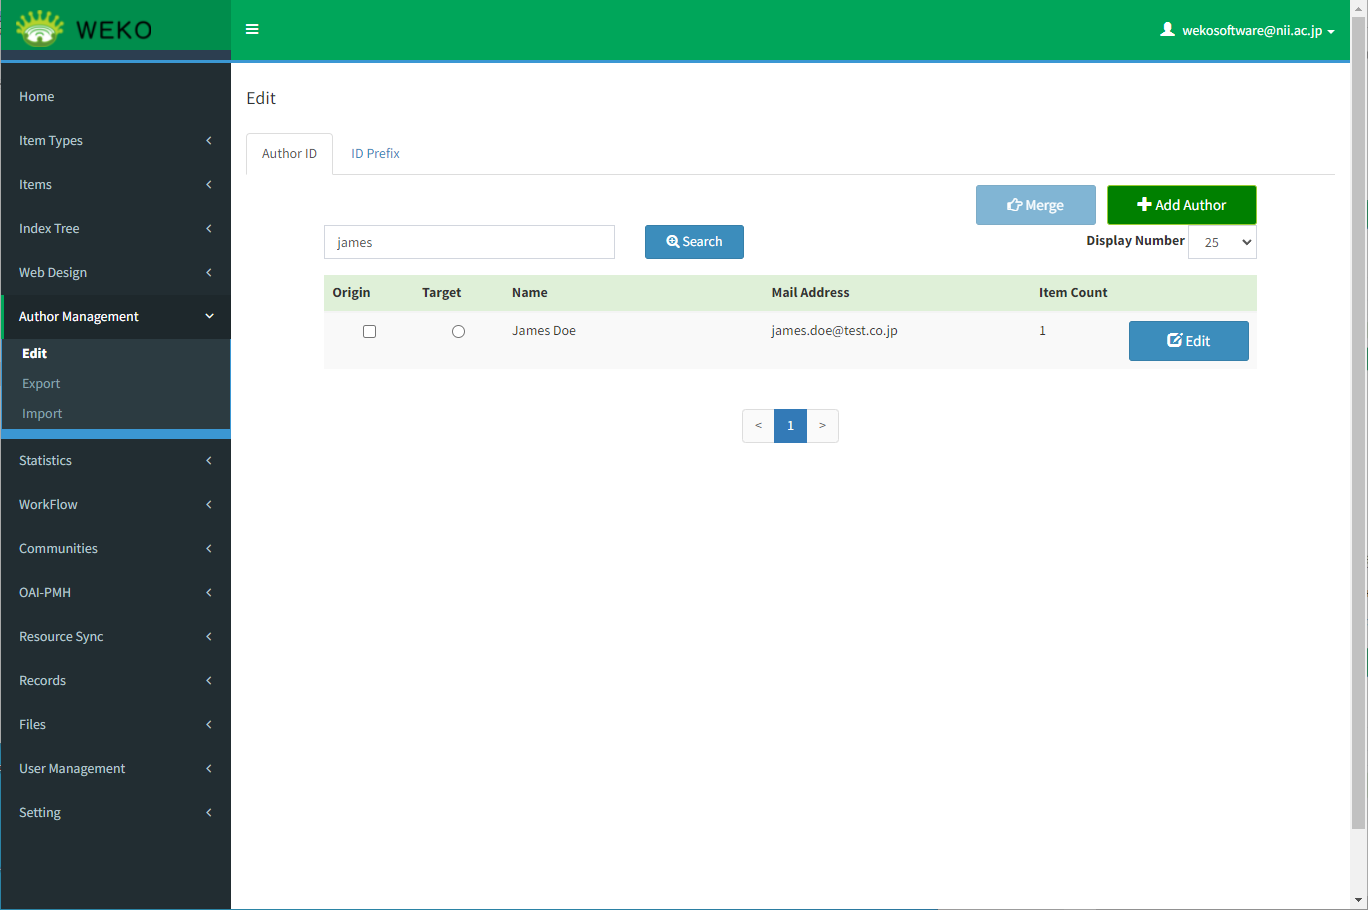 WEKO
wekosoftware@nii.ac.jp
Home
Item Types
Items
Index Tree
Web Design
Author Management
Edit
Export
Import
Statistics
WorkFlow
Communities
OAI-PMH
Resource Sync
Records
Files
User Management
Setting
Edit
Author ID ID Prefix
Merge Add Author
james Search Display Number 25
Origin Target Name Mail Address Item Count
James Doe james.doe@test.co.jp 1 Edit
< 1 >